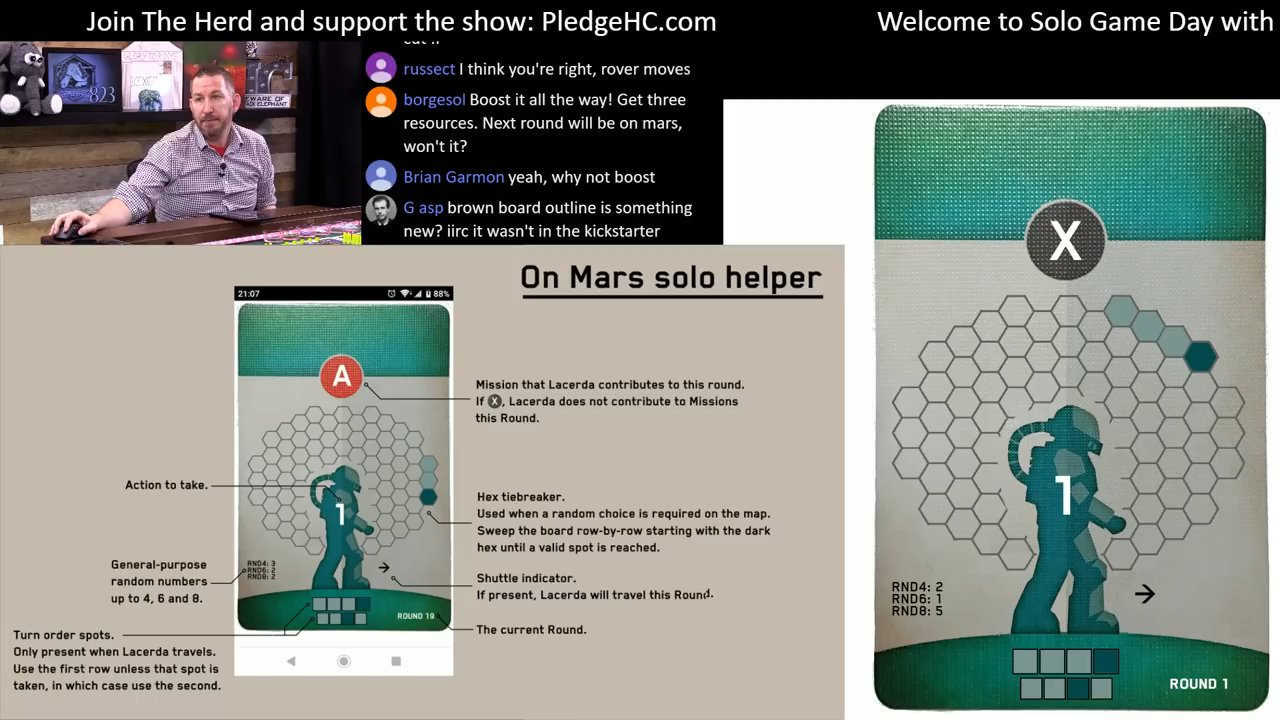 Join The Herd and support the show: PledgeHC.com
Welcome to Solo Game Day with
russect I think you're right, rover moves
borgesol Boost it all the way! Get three
resources. Next round will be on mars,
won't it?
Brian Garmon yeah, why not boost
G asp brown board outline is something
new? iirc it wasn't in the kickstarter
823
On Mars solo helper
21:07
88%
A
Mission that Lacerda contributes to this round.
If X, Lacerda does not contribute to Missions
this Round.
Action to take.
1
Hex tiebreaker.
Used when a random choice is required on the map.
Sweep the board row-by-row starting with the dark
hex until a valid spot is reached.
General-purpose
random numbers
up to 4, 6 and 8.
RND4: 3
RND6: 2
RND8: 2
Shuttle indicator.
If present, Lacerda will travel this Round.
ROUND 19
The current Round.
Turn order spots.
Only present when Lacerda travels.
Use the first row unless that spot is
taken, in which case use the second.
X
1
RND4: 2
RND6: 1
RND8: 5
ROUND 1